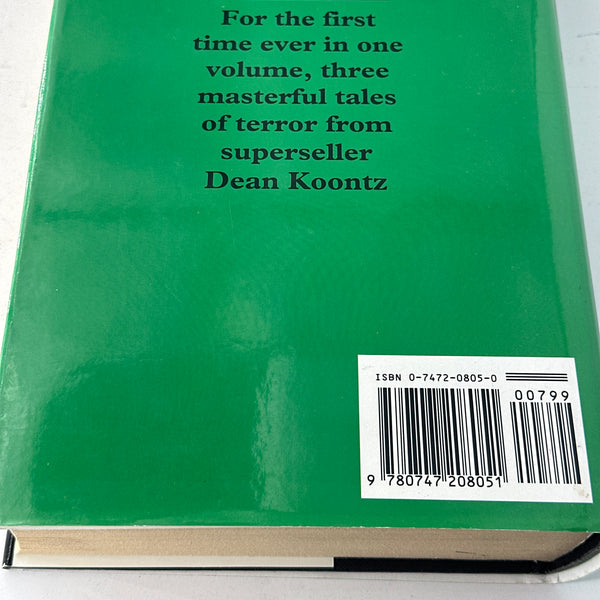 For the first
time ever in one
volume, three
masterful tales
of terror from
superseller
Dean Koontz
ISBN 0-7472-0805-0
00799
9 780747 208051